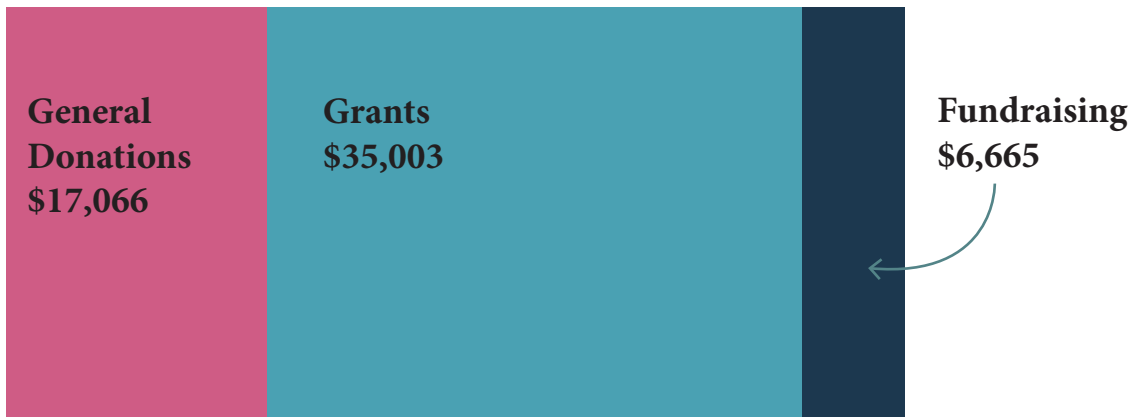 General
Donations
$17,066
Grants
$35,003
Fundraising
$6,665